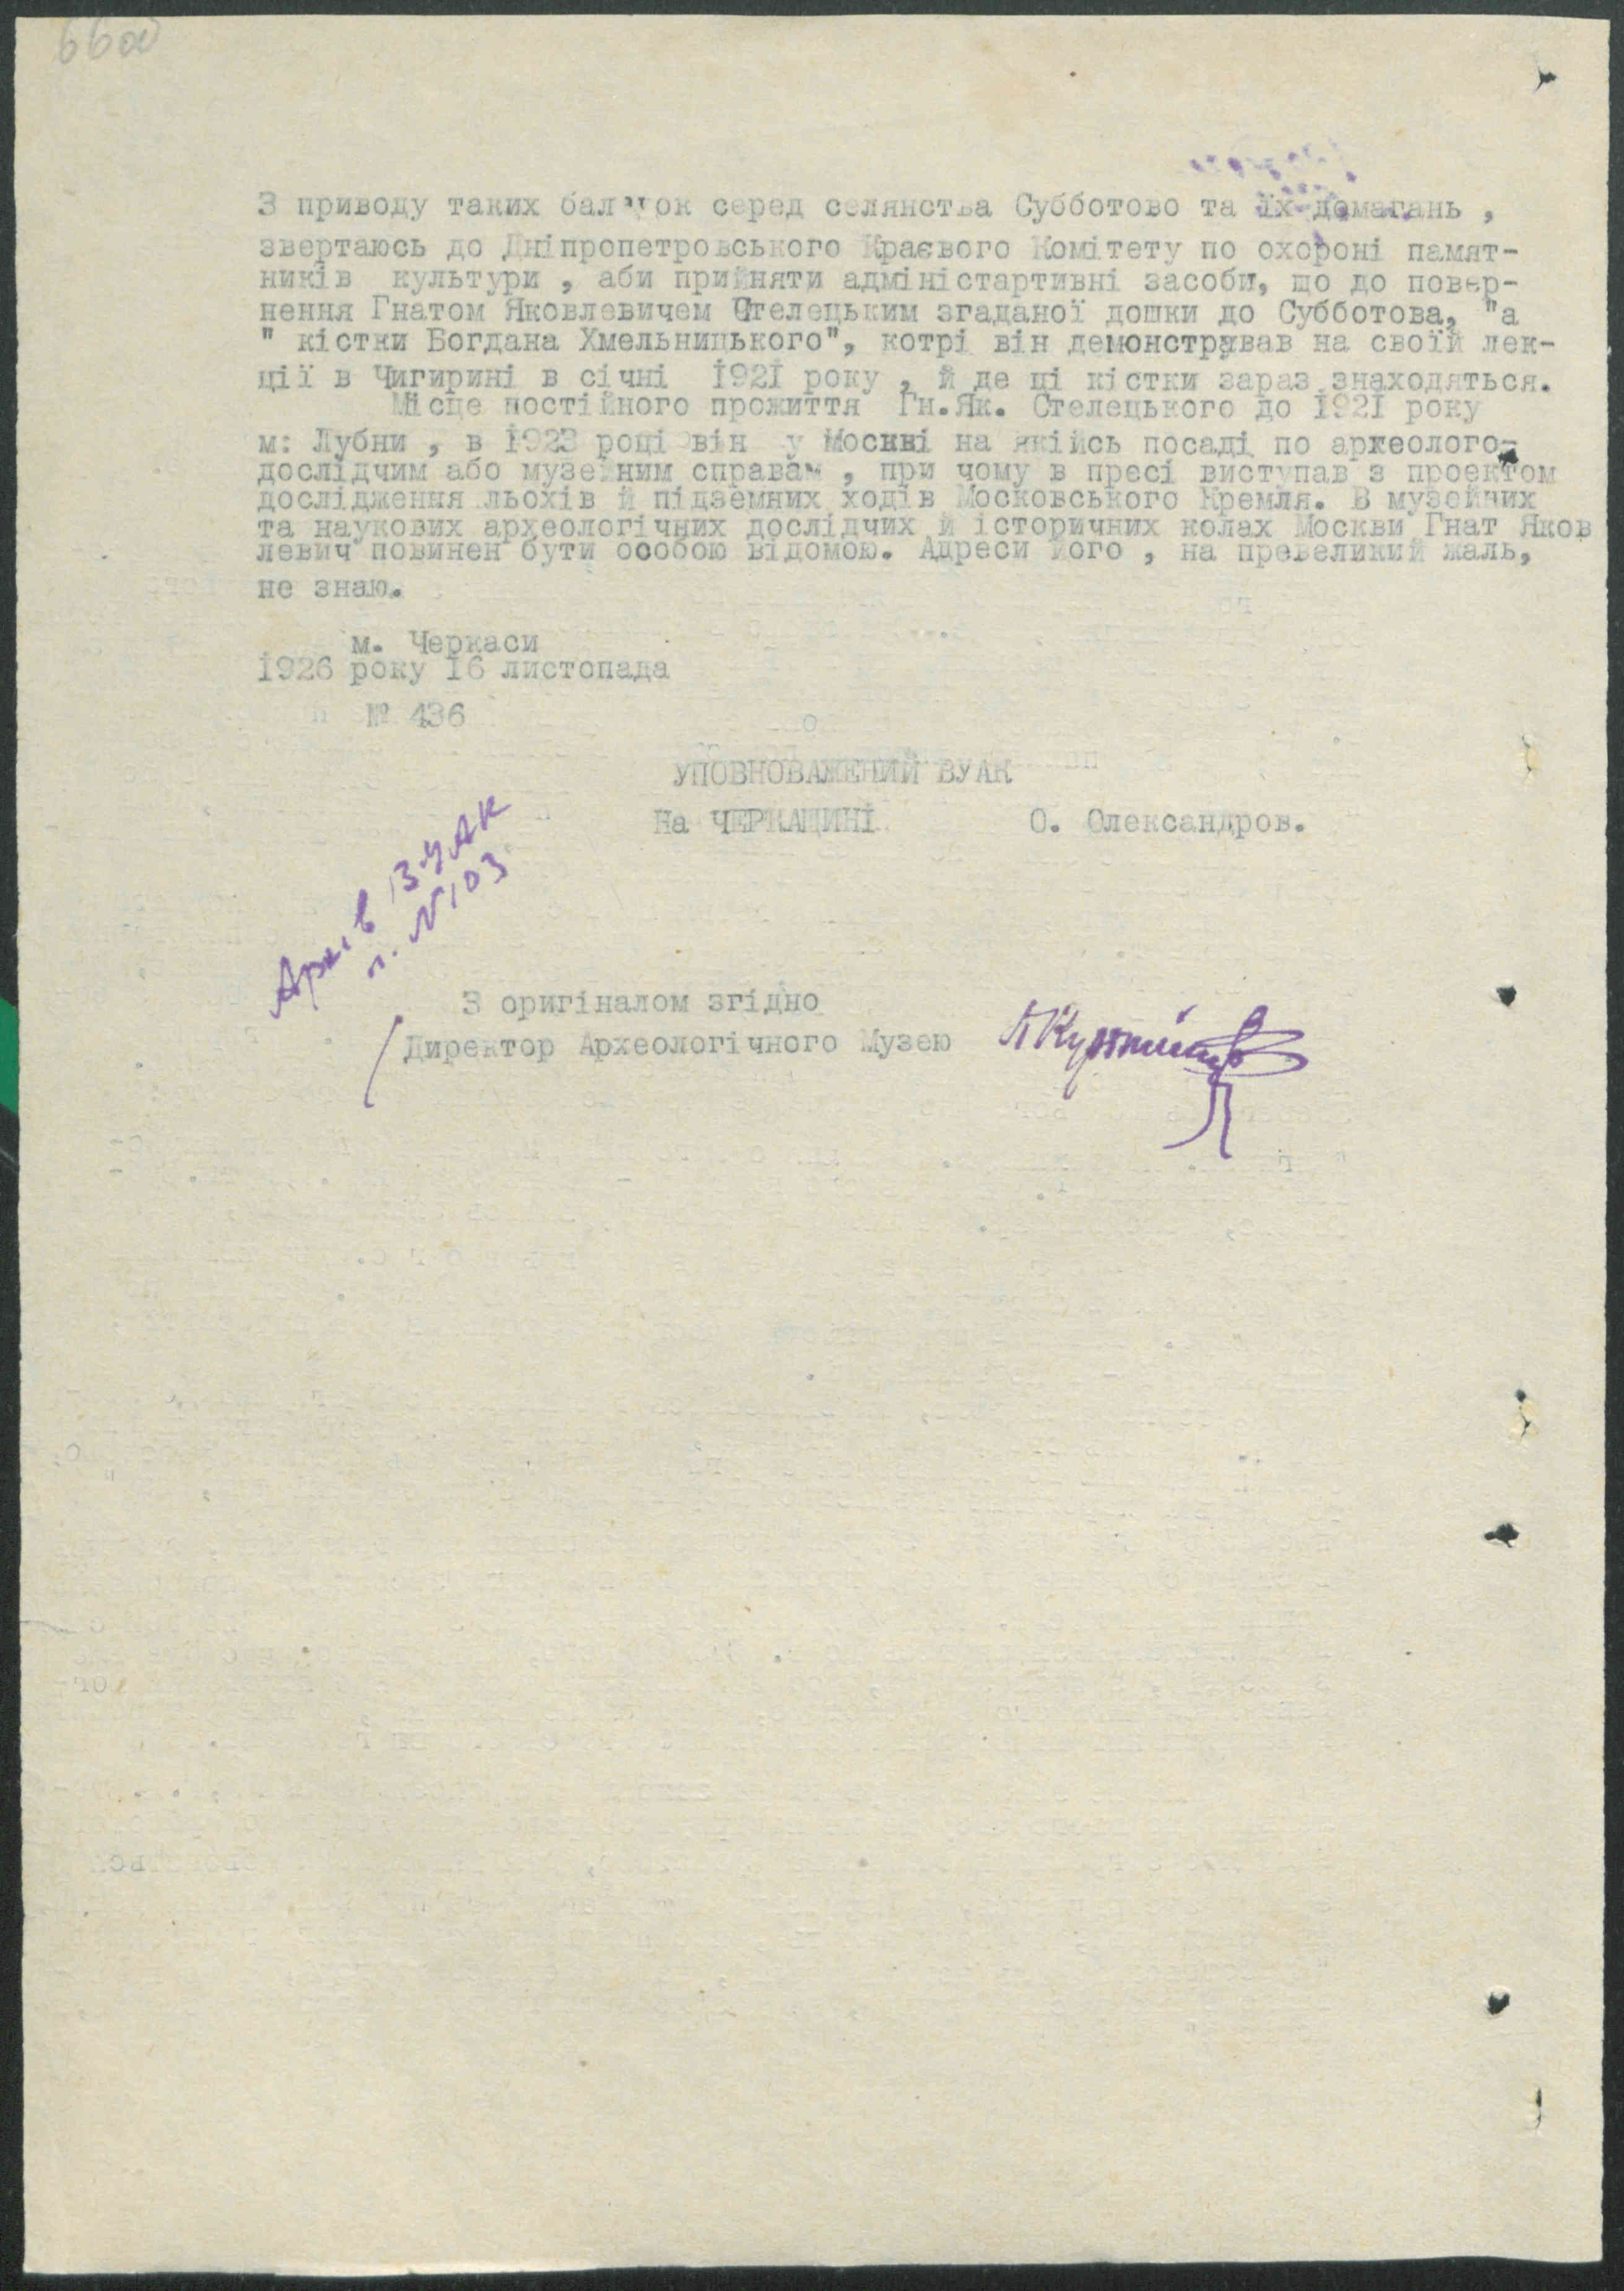 66об
З приводу таких балачок серед селянства Субботово та їх домагань ,
звертаюсь до Дніпропетровського Краєвого Комітету по охороні памят-
ників культури , аби прийняти адміністартивні засоби, що до повер-
нення Гнатом Яковлевичем Стелецьким згаданої дошки до Субботова, "а
" кістки Богдана Хмельницького", котрі він демонстрував на своїй лек-
ції в Чигирині в січні 1921 року , й де ці кістки зараз знаходяться.
Місце постійного прожиття Гн.Як. Стелецького до 1921 року
м: Лубни , в 1923 році він у Москві на якійсь посаді по археолого-
дослідчим або музейним справам , при чому в пресі виступав з проектом
дослідження льохів й підземних ходів Московського Кремля. В музейних
та наукових археологічних дослідчих й історичних колах Москви Гнат Яков
левич повинен бути особою відомою. Адреси його , на превеликий жаль,
не знаю.
м. Черкаси
1926 року 16 листопада
№ 436
УПОВНОВАЖЕНИЙ ВУАК
На ЧЕРКАЩИНІ О. Олександров.
Архів ВУАК
п. №103
З оригіналом згідно
Директор Археологічного Музею